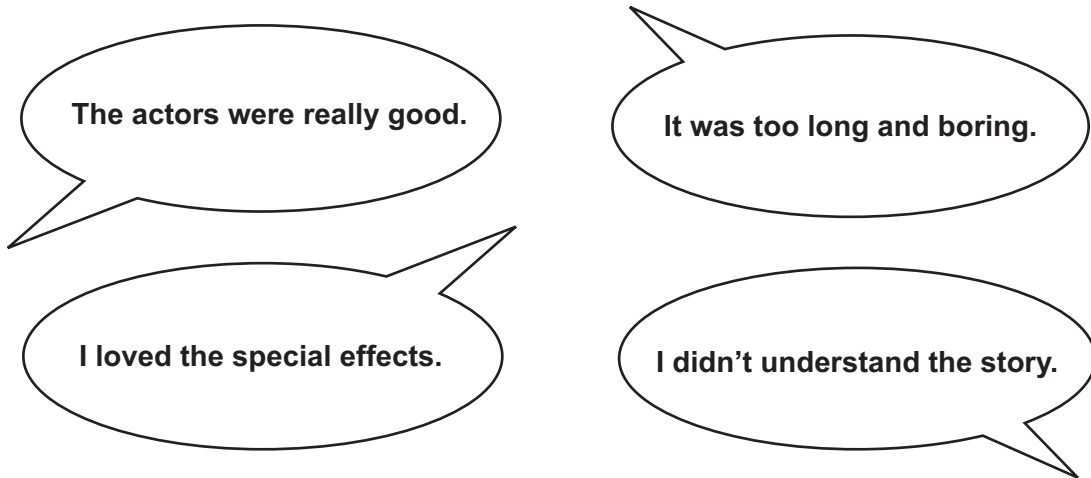 The actors were really good.
It was too long and boring.
I loved the special effects.
I didn’t understand the story.